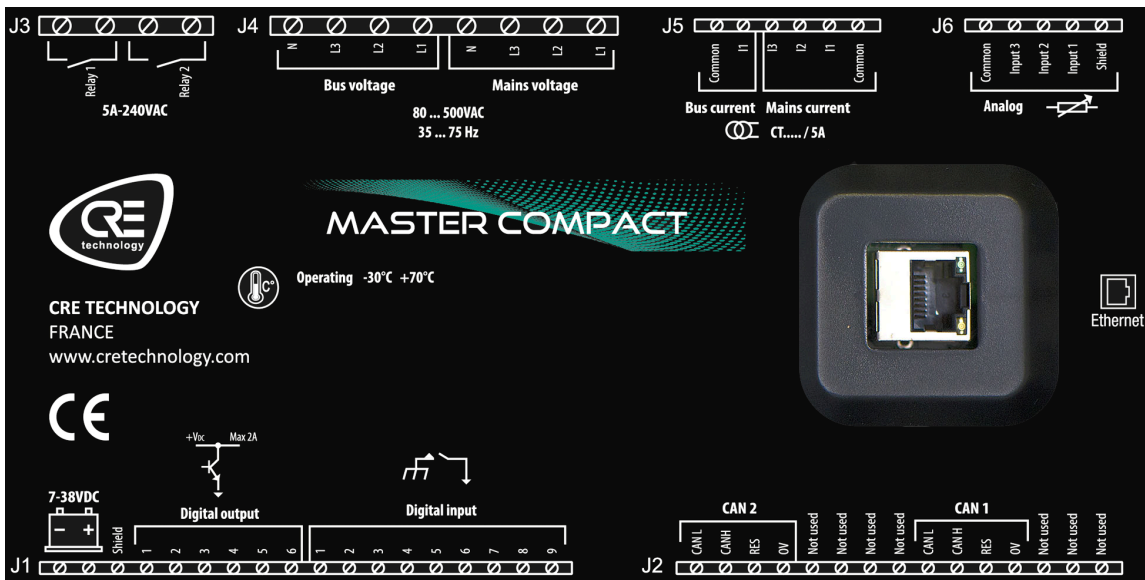 J3
Relay 1
Relay 2
5A-240VAC
J4
N L3 L2 L1 N L3 L2 L1
Bus voltage Mains voltage
80 ... 500VAC
35 ... 75 Hz
J5
Common I1 I3 I2 I1 Common
Bus current Mains current
CT..... / 5A
J6
Common Input 3 Input 2 Input 1 Shield
Analog
CRE
technology
MASTER COMPACT
C°
Operating -30°C +70°C
CRE TECHNOLOGY
FRANCE
www.cretechnology.com
Ethernet
CE
+VDC Max 2A
7-38VDC
- +
Digital output
Digital input
Shield 1 2 3 4 5 6 1 2 3 4 5 6 7 8 9
J1
CAN 2 CAN 1
CAN L CANH RES 0V Not used Not used Not used Not used CAN L CAN H RES 0V Not used Not used Not used
J2